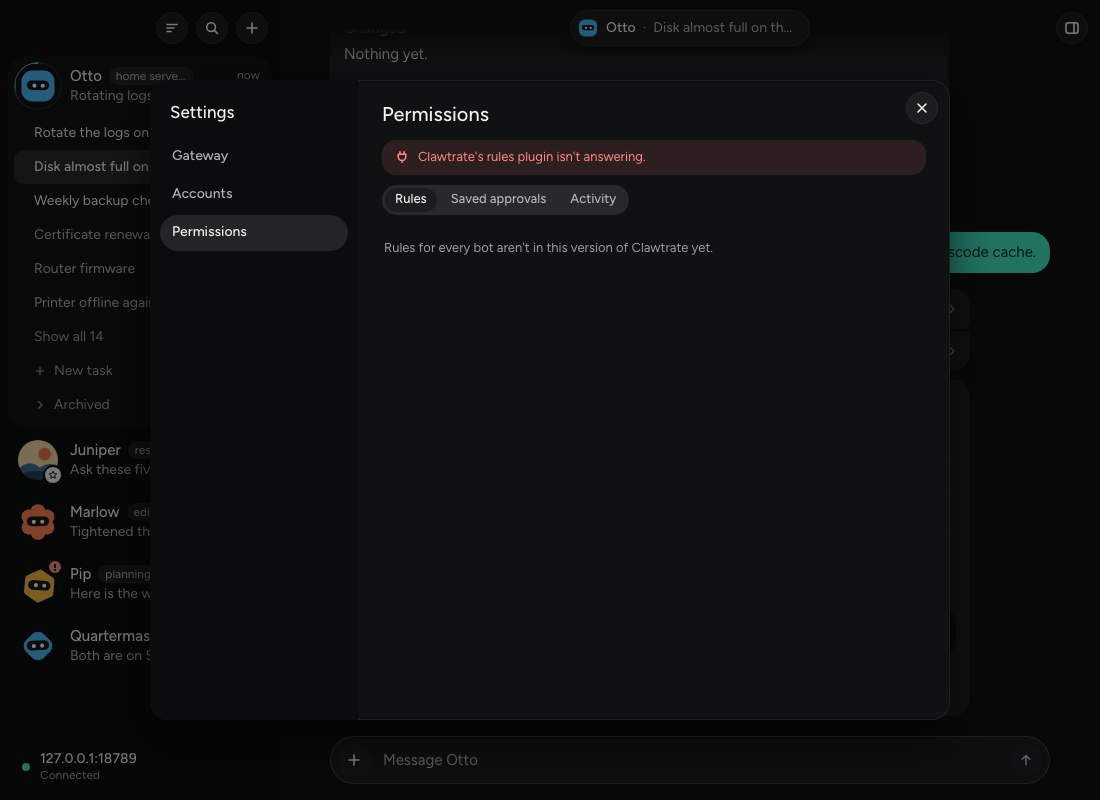 Otto · Disk almost full on th…
Nothing yet.
Otto home serve… now
Rotating logs
Rotate the logs on
Disk almost full on
Weekly backup che
Certificate renewa
Router firmware
Printer offline agai
Show all 14
New task
Archived
Juniper res
Ask these fiv
Marlow edi
Tightened th
Pip planning
Here is the w
Quartermas
Both are on S
127.0.0.1:18789
Connected
Settings
Gateway
Accounts
Permissions
Permissions
Clawtrate's rules plugin isn't answering.
Rules Saved approvals Activity
Rules for every bot aren't in this version of Clawtrate yet.
scode cache.
Message Otto